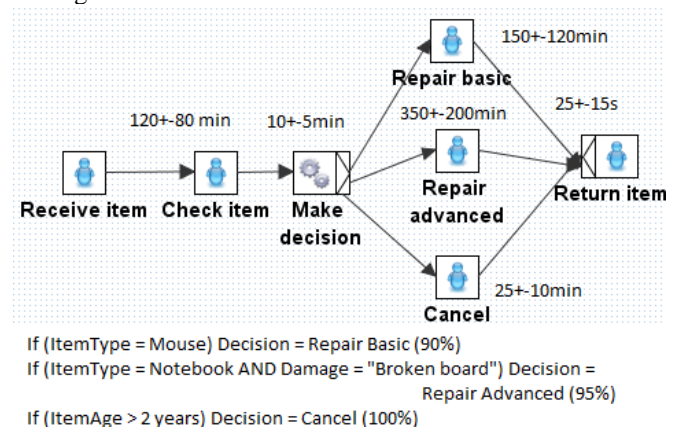 150+-120min
Repair basic
120+-80 min
10+-5min
350+-200min
25+-15s
Receive item
Check item
Make
decision
Repair
advanced
Return item
25+-10min
Cancel
If (ItemType = Mouse) Decision = Repair Basic (90%)
If (ItemType = Notebook AND Damage = "Broken board") Decision =
Repair Advanced (95%)
If (ItemAge > 2 years) Decision = Cancel (100%)